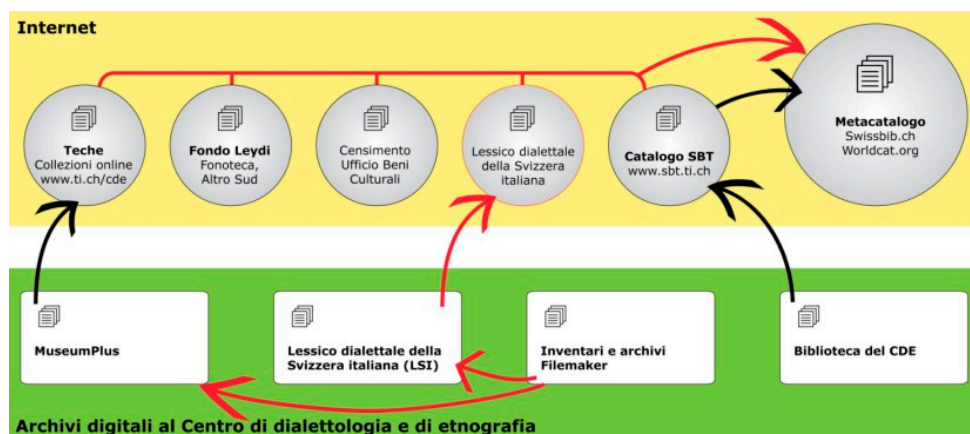 Internet
Teche
Collezioni online
www.ti.ch/cde
Fondo Leydi
Fonoteca,
Altro Sud
Censimento
Ufficio Beni
Culturali
Lessico dialettale
della Svizzera
italiana
Catalogo SBT
www.sbt.ti.ch
Metacatalogo
Swissbib.ch
Worldcat.org
MuseumPlus
Lessico dialettale della
Svizzera italiana (LSI)
Inventari e archivi
Filemaker
Biblioteca del CDE
Archivi digitali al Centro di dialettologia e di etnografia